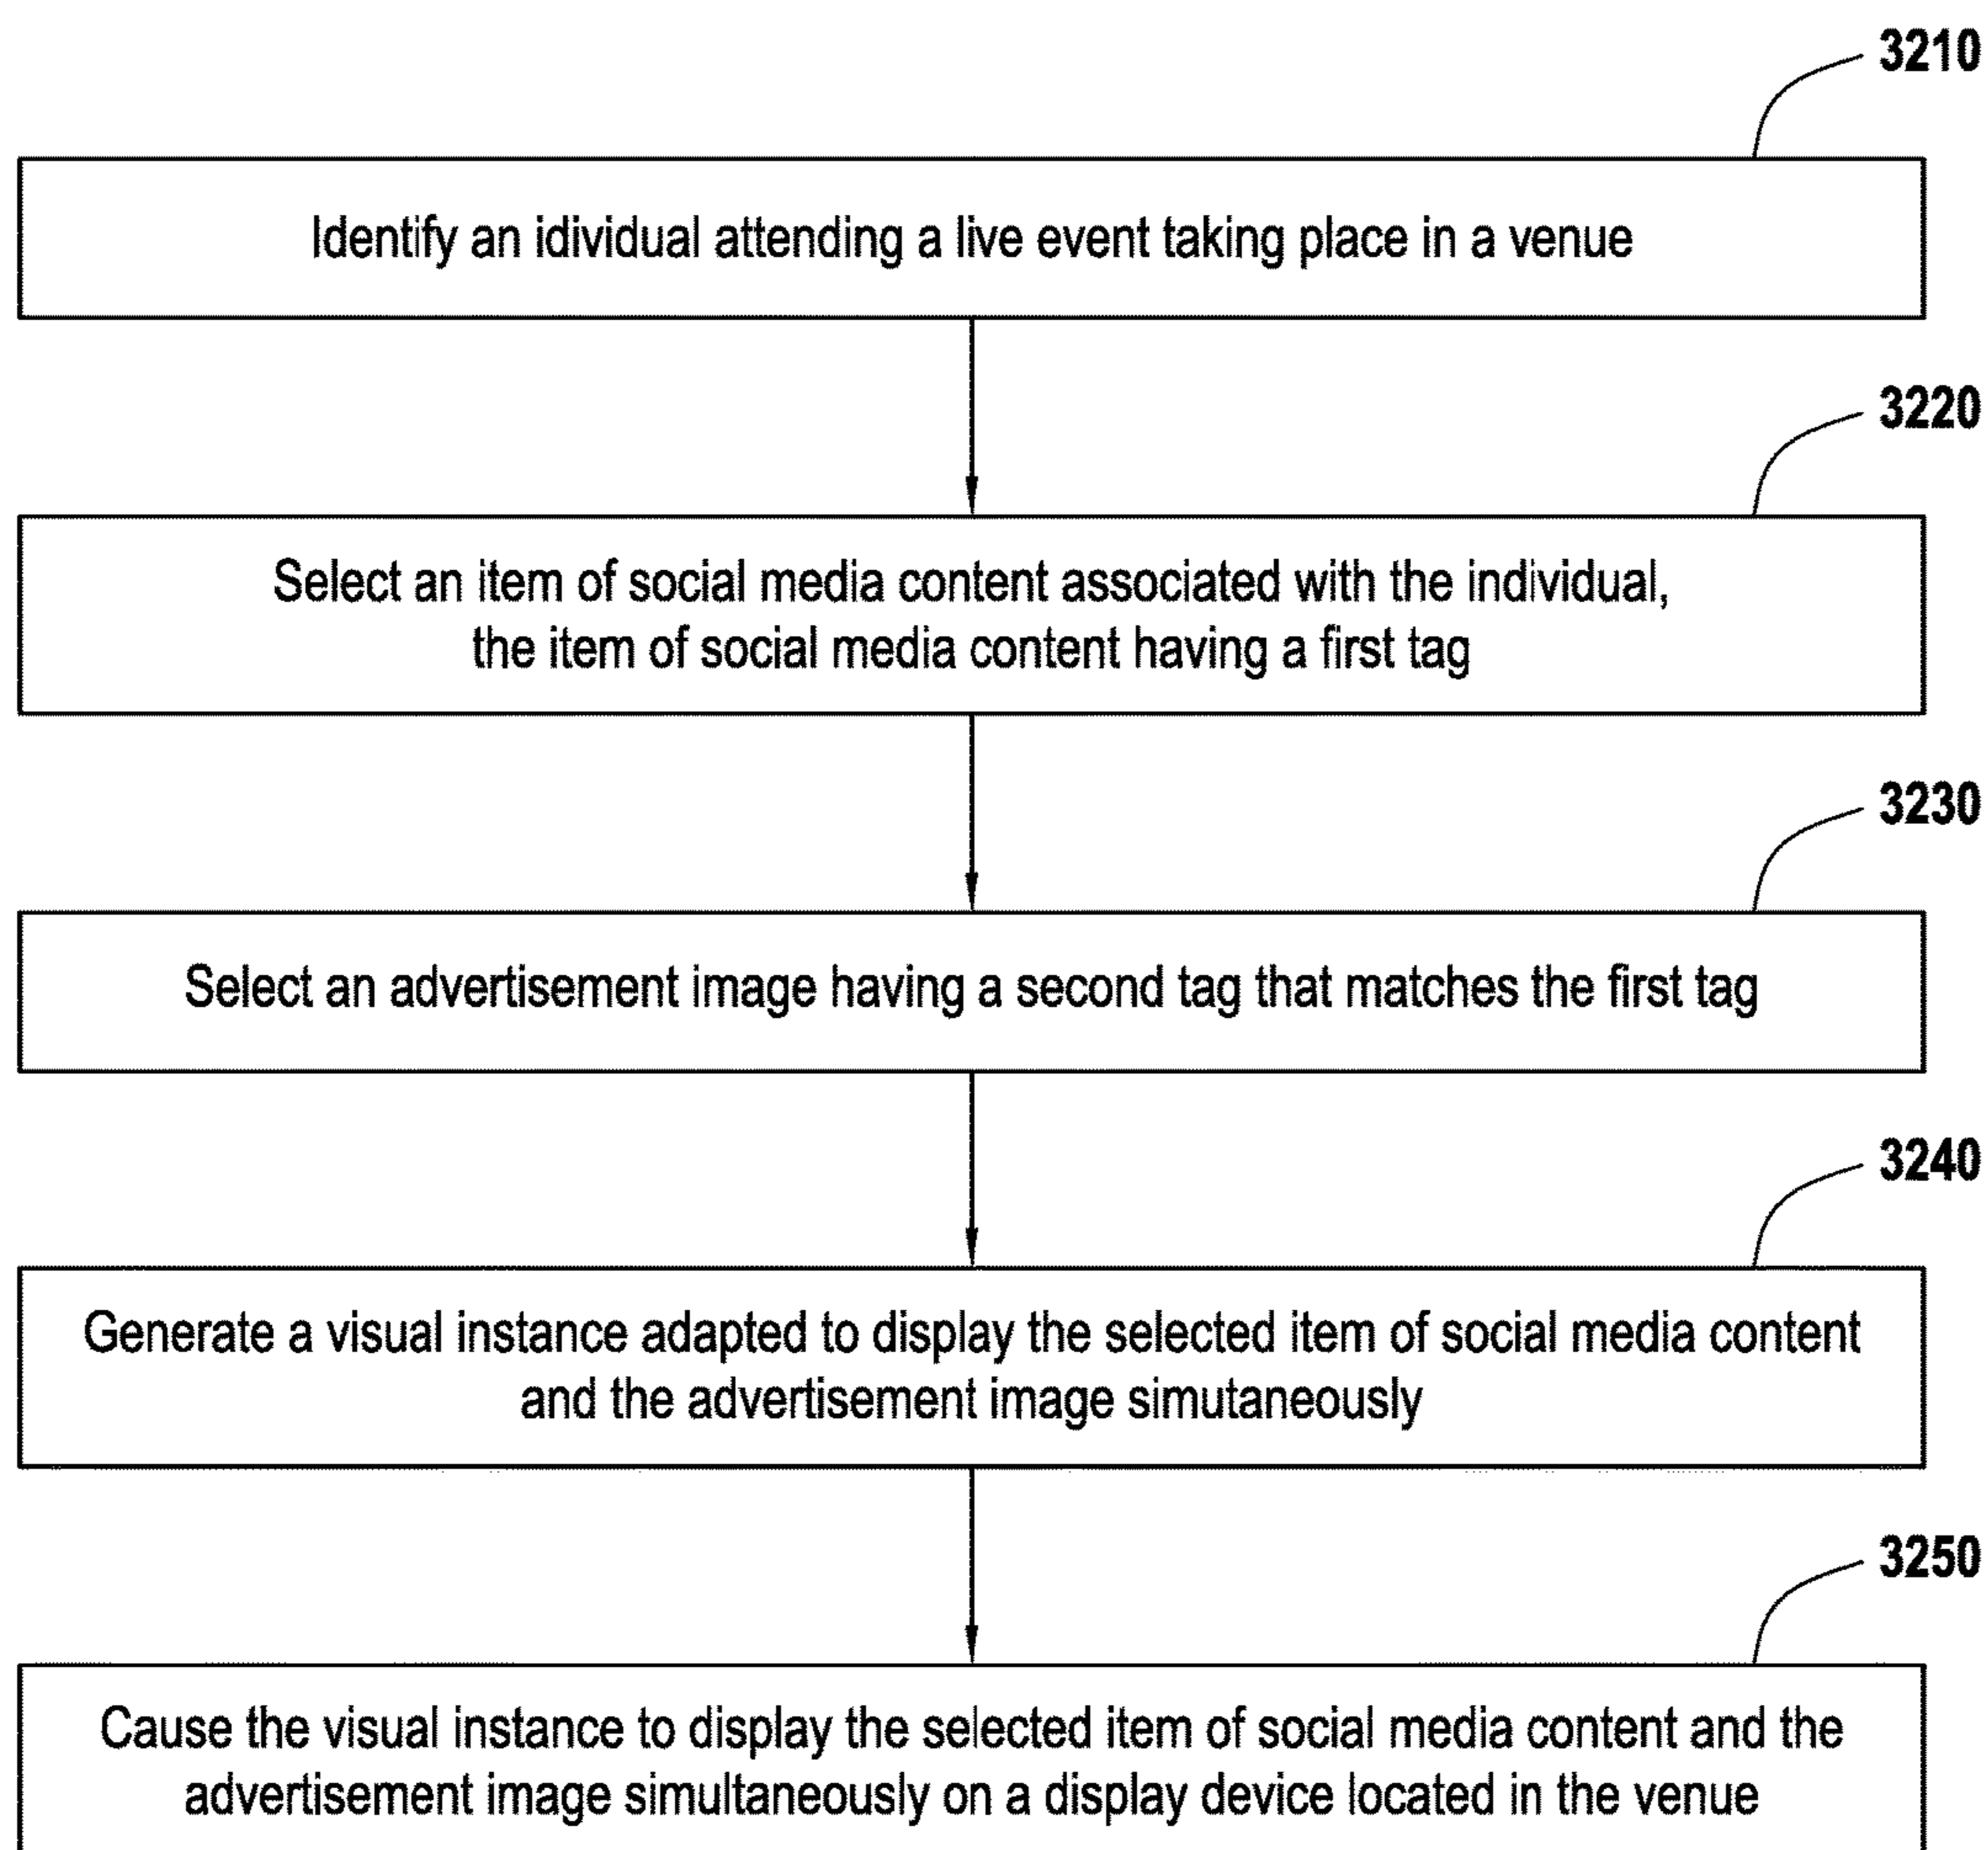 3210
Identify an idividual attending a live event taking place in a venue
3220
Select an item of social media content associated with the individual,
the item of social media content having a first tag
3230
Select an advertisement image having a second tag that matches the first tag
3240
Generate a visual instance adapted to display the selected item of social media content
and the advertisement image simutaneously
3250
Cause the visual instance to display the selected item of social media content and the
advertisement image simultaneously on a display device located in the venue